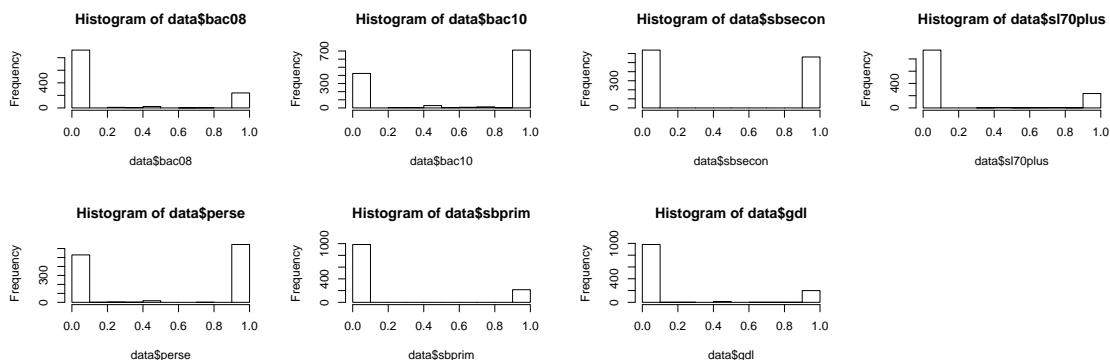 Histogram of data$bac08
Frequency
0 400
0.0 0.2 0.4 0.6 0.8 1.0
data$bac08
Histogram of data$bac10
Frequency
0 300 700
0.0 0.2 0.4 0.6 0.8 1.0
data$bac10
Histogram of data$sbsecon
Frequency
0 300
0.0 0.2 0.4 0.6 0.8 1.0
data$sbsecon
Histogram of data$sl70plus
Frequency
0 400
0.0 0.2 0.4 0.6 0.8 1.0
data$sl70plus
Histogram of data$perse
Frequency
0 300
0.0 0.2 0.4 0.6 0.8 1.0
data$perse
Histogram of data$sbprim
Frequency
0 400 1000
0.0 0.2 0.4 0.6 0.8 1.0
data$sbprim
Histogram of data$gdl
Frequency
0 400 1000
0.0 0.2 0.4 0.6 0.8 1.0
data$gdl